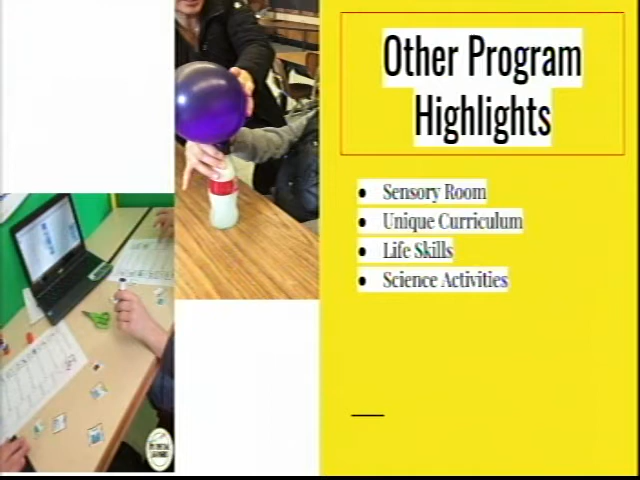 Other Program
Highlights
● Sensory Room
● Unique Curriculum
● Life Skills
● Science Activities